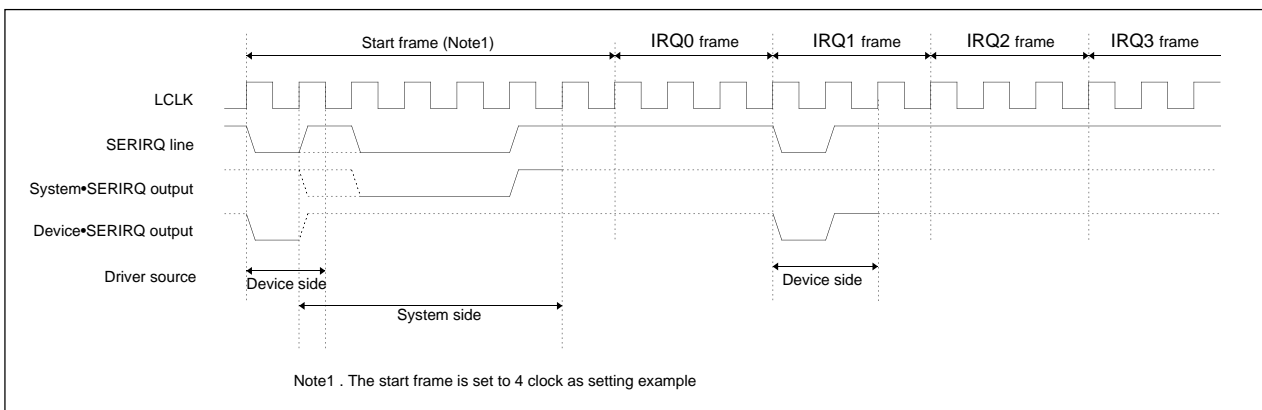 Start frame (Note1)
IRQ0 frame
IRQ1 frame
IRQ2 frame
IRQ3 frame
LCLK
SERIRQ line
System•SERIRQ output
Device•SERIRQ output
Driver source
Device side
Device side
System side
Note1 . The start frame is set to 4 clock as setting example